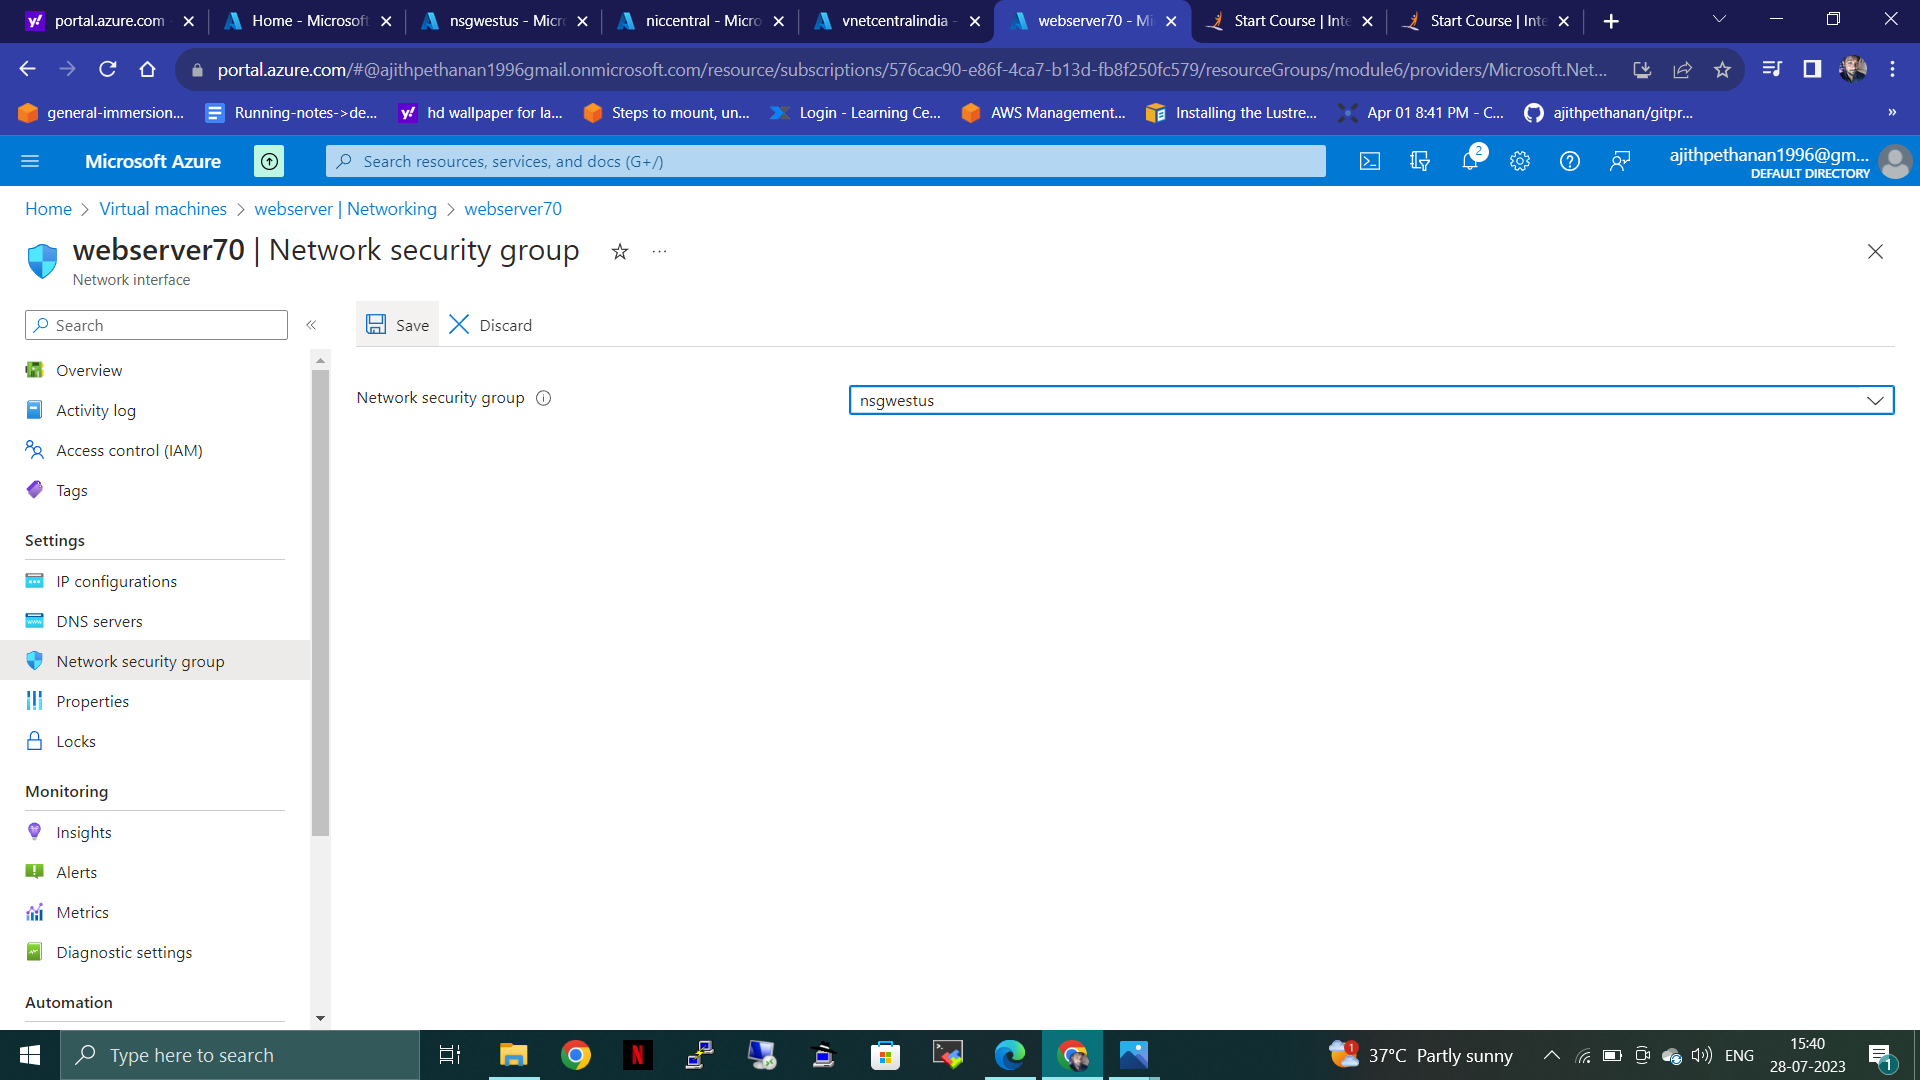 portal.azure.com
Home - Microsoft
nsgwestus - Micr
niccentral - Micro
vnetcentralindia -
webserver70 - Mi
Start Course | Inte
Start Course | Inte
portal.azure.com/#@ajithpethanan1996gmail.onmicrosoft.com/resource/subscriptions/576cac90-e86f-4ca7-b13d-fb8f250fc579/resourceGroups/module6/providers/Microsoft.Net...
general-immersion...
Running-notes->de...
hd wallpaper for la...
Steps to mount, un...
Login - Learning Ce...
AWS Management...
Installing the Lustre...
Apr 01 8:41 PM - C...
ajithpethanan/gitpr...
»
Microsoft Azure
Search resources, services, and docs (G+/)
2
ajithpethanan1996@gm...
DEFAULT DIRECTORY
Home > Virtual machines > webserver | Networking > webserver70
webserver70 | Network security group
Network interface
Search
«
Save
Discard
Network security group
nsgwestus
Overview
Activity log
Access control (IAM)
Tags
Settings
IP configurations
DNS servers
Network security group
Properties
Locks
Monitoring
Insights
Alerts
Metrics
Diagnostic settings
Automation
Type here to search
1
37°C Partly sunny
ENG
15:40
28-07-2023
1